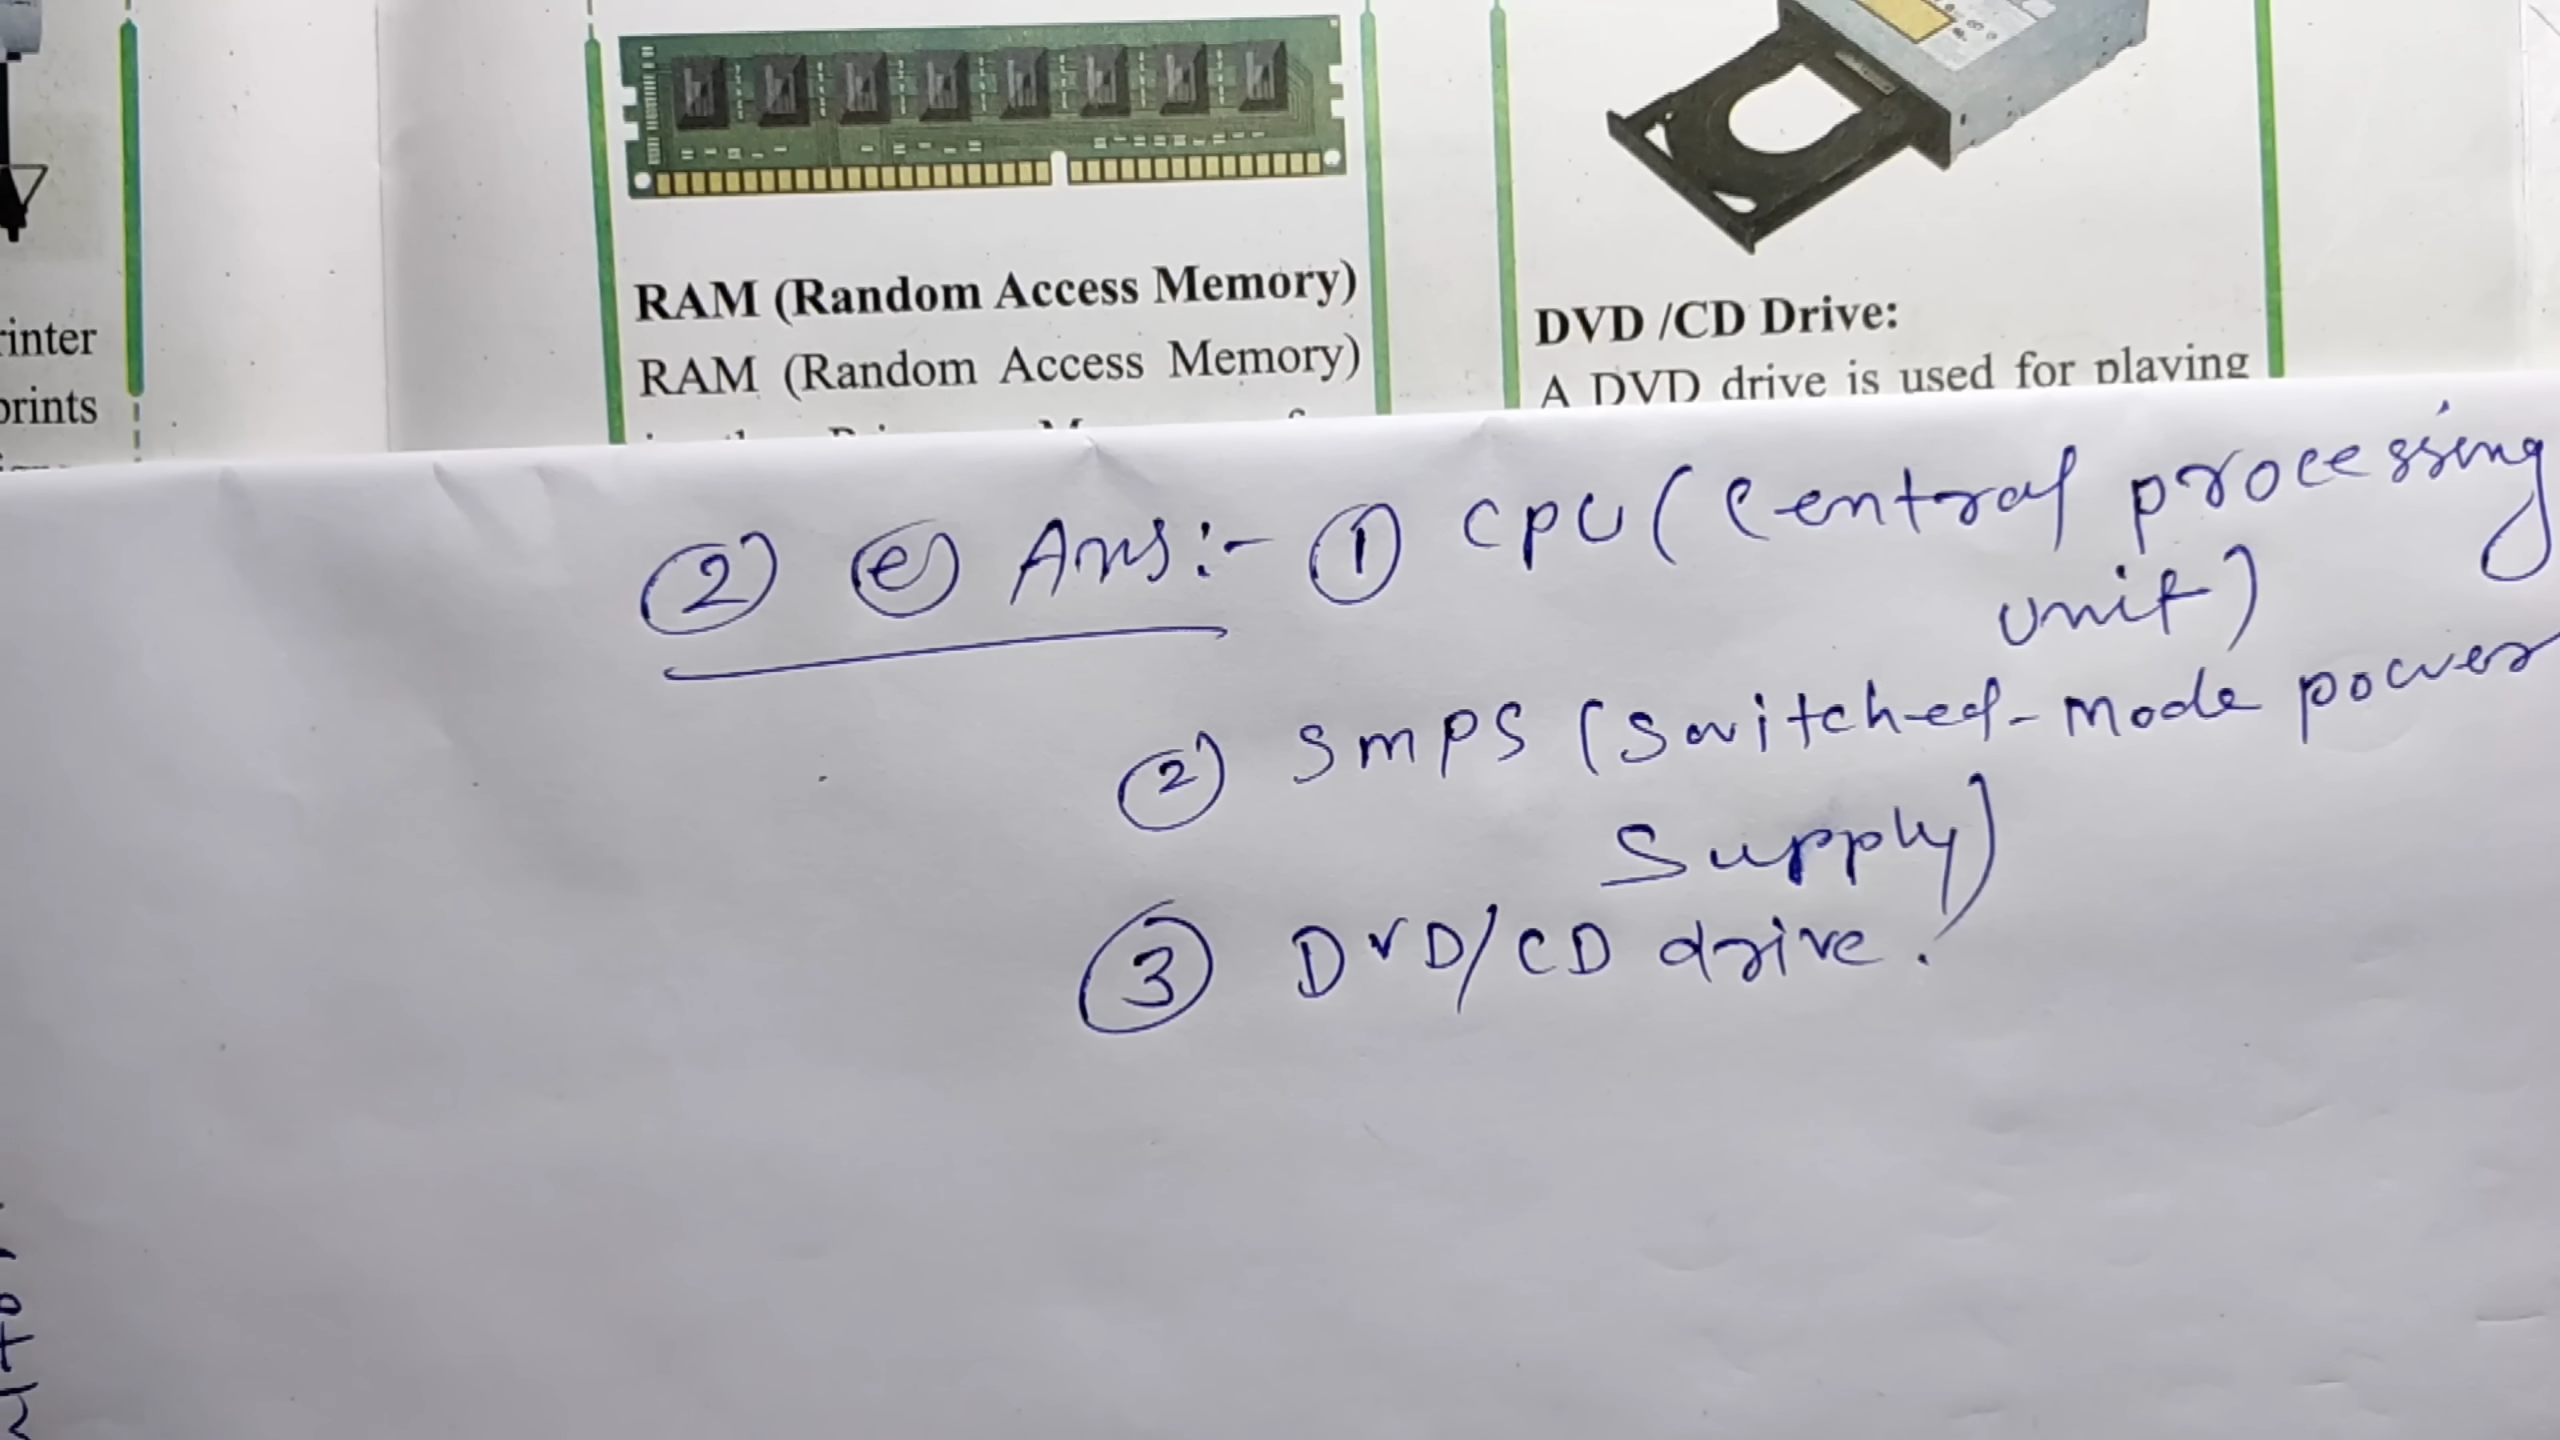 rinter
prints
RAM (Random Access Memory)
RAM (Random Access Memory)
DVD /CD Drive:
A DVD drive is used for playing
2 e Ans:- 1 CPU (Central processing
unit)
2 SMPS (Switched-Mode power
Supply)
3 DVD/CD drive.